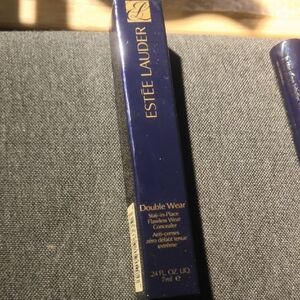 ESTĒE LAUDER
Double Wear
Stay-in-Place
Flawless Wear
Concealer
Anti-cernes
zéro défaut tenue
extrême
.24 FL. OZ. LIQ.
7ml e